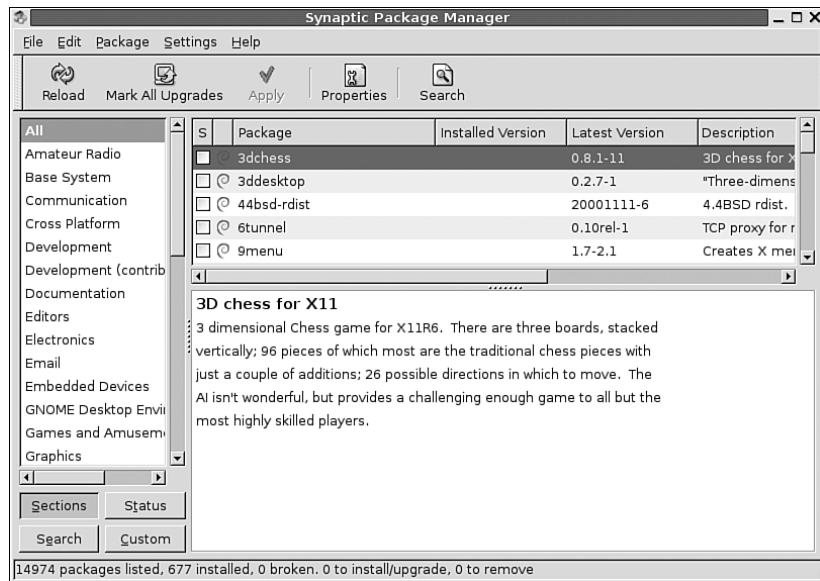 Synaptic Package Manager
File Edit Package Settings Help
Reload Mark All Upgrades Apply Properties Search
All
Amateur Radio
Base System
Communication
Cross Platform
Development
Development (contrib
Documentation
Editors
Electronics
Email
Embedded Devices
GNOME Desktop Envi
Games and Amusem
Graphics
Sections Status
Search Custom
S Package Installed Version Latest Version Description
3dchess 0.8.1-11 3D chess for X
3ddesktop 0.2.7-1 "Three-dimens
44bsd-rdist 20001111-6 4.4BSD rdist.
6tunnel 0.10rel-1 TCP proxy for
9menu 1.7-2.1 Creates X me
3D chess for X11
3 dimensional Chess game for X11R6. There are three boards, stacked
vertically; 96 pieces of which most are the traditional chess pieces with
just a couple of additions; 26 possible directions in which to move. The
AI isn't wonderful, but provides a challenging enough game to all but the
most highly skilled players.
14974 packages listed, 677 installed, 0 broken. 0 to install/upgrade, 0 to remove